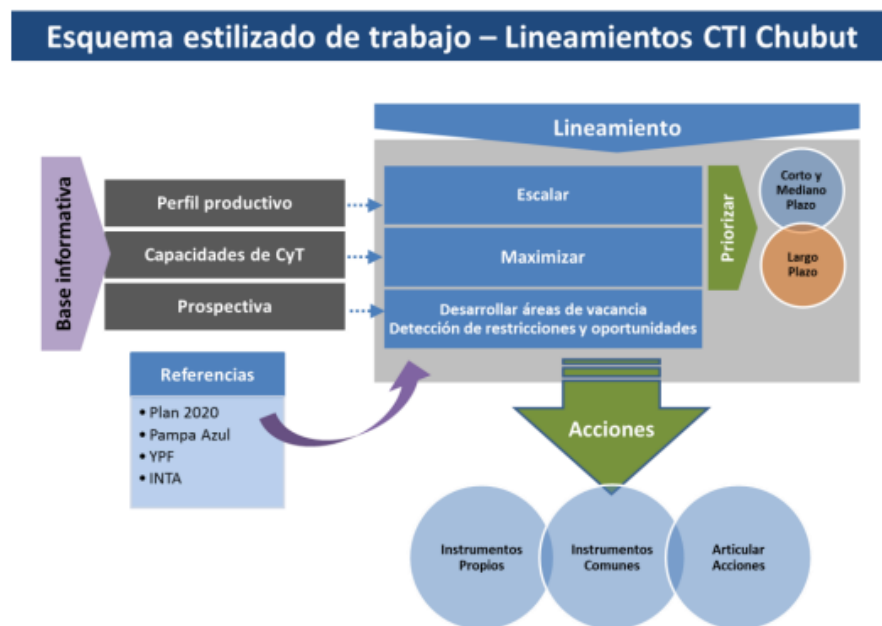 Esquema estilizado de trabajo – Lineamientos CTI Chubut
Lineamiento
Base informativa
Perfil productivo
Capacidades de CyT
Prospectiva
Escalar
Maximizar
Desarrollar áreas de vacancia
Detección de restricciones y oportunidades
Priorizar
Corto y
Mediano
Plazo
Largo
Plazo
Referencias
• Plan 2020
• Pampa Azul
• YPF
• INTA
Acciones
Instrumentos
Propios
Instrumentos
Comunes
Articular
Acciones